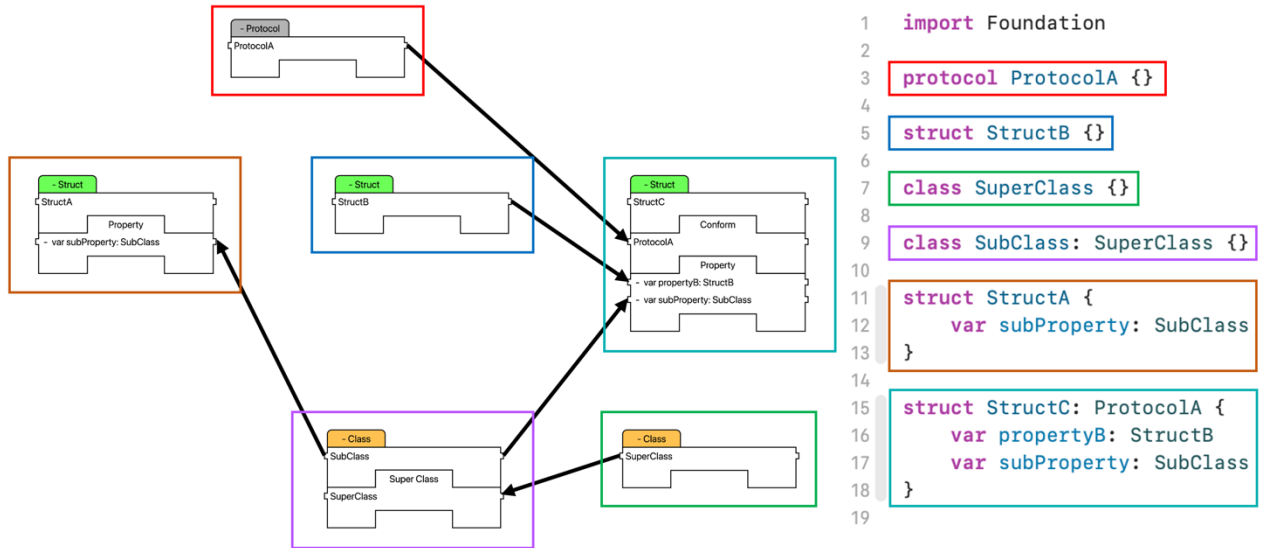 - Protocol
ProtocolA
- Struct
StructA
Property
- var subProperty: SubClass
- Struct
StructB
- Struct
StructC
Conform
ProtocolA
Property
- var propertyB: StructB
- var subProperty: SubClass
- Class
SubClass
Super Class
SuperClass
- Class
SuperClass
1 import Foundation
2
3 protocol ProtocolA {}
4
5 struct StructB {}
6
7 class SuperClass {}
8
9 class SubClass: SuperClass {}
10
11 struct StructA {
12 var subProperty: SubClass
13 }
14
15 struct StructC: ProtocolA {
16 var propertyB: StructB
17 var subProperty: SubClass
18 }
19